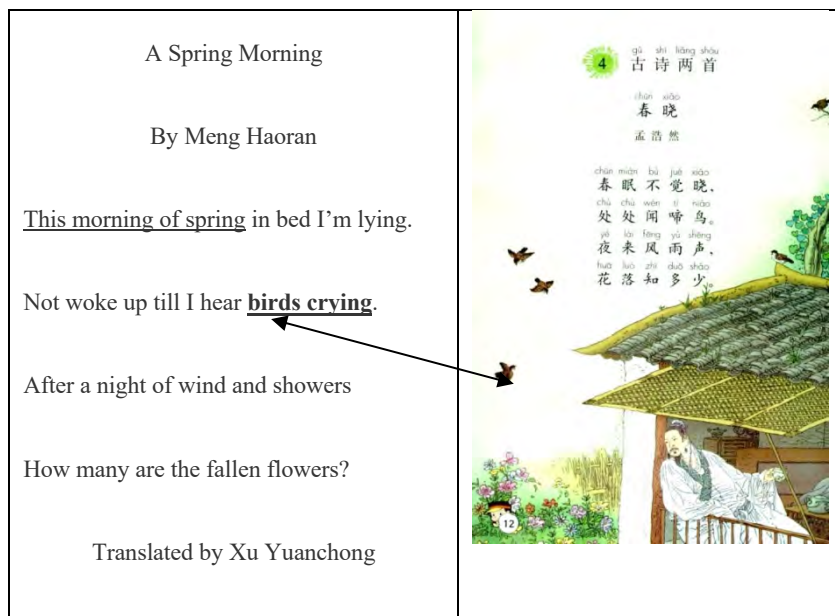 A Spring Morning
By Meng Haoran
This morning of spring in bed I’m lying.
Not woke up till I hear birds crying.
After a night of wind and showers
How many are the fallen flowers?
Translated by Xu Yuanchong
gǔ shī liǎng shǒu
4 古诗两首
chūn xiǎo
春晓
孟浩然
chūn mián bù jué xiǎo
春眠不觉晓，
chù chù wén tí niǎo
处处闻啼鸟。
yè lái fēng yǔ shēng
夜来风雨声，
huā luò zhī duō shǎo
花落知多少。
12